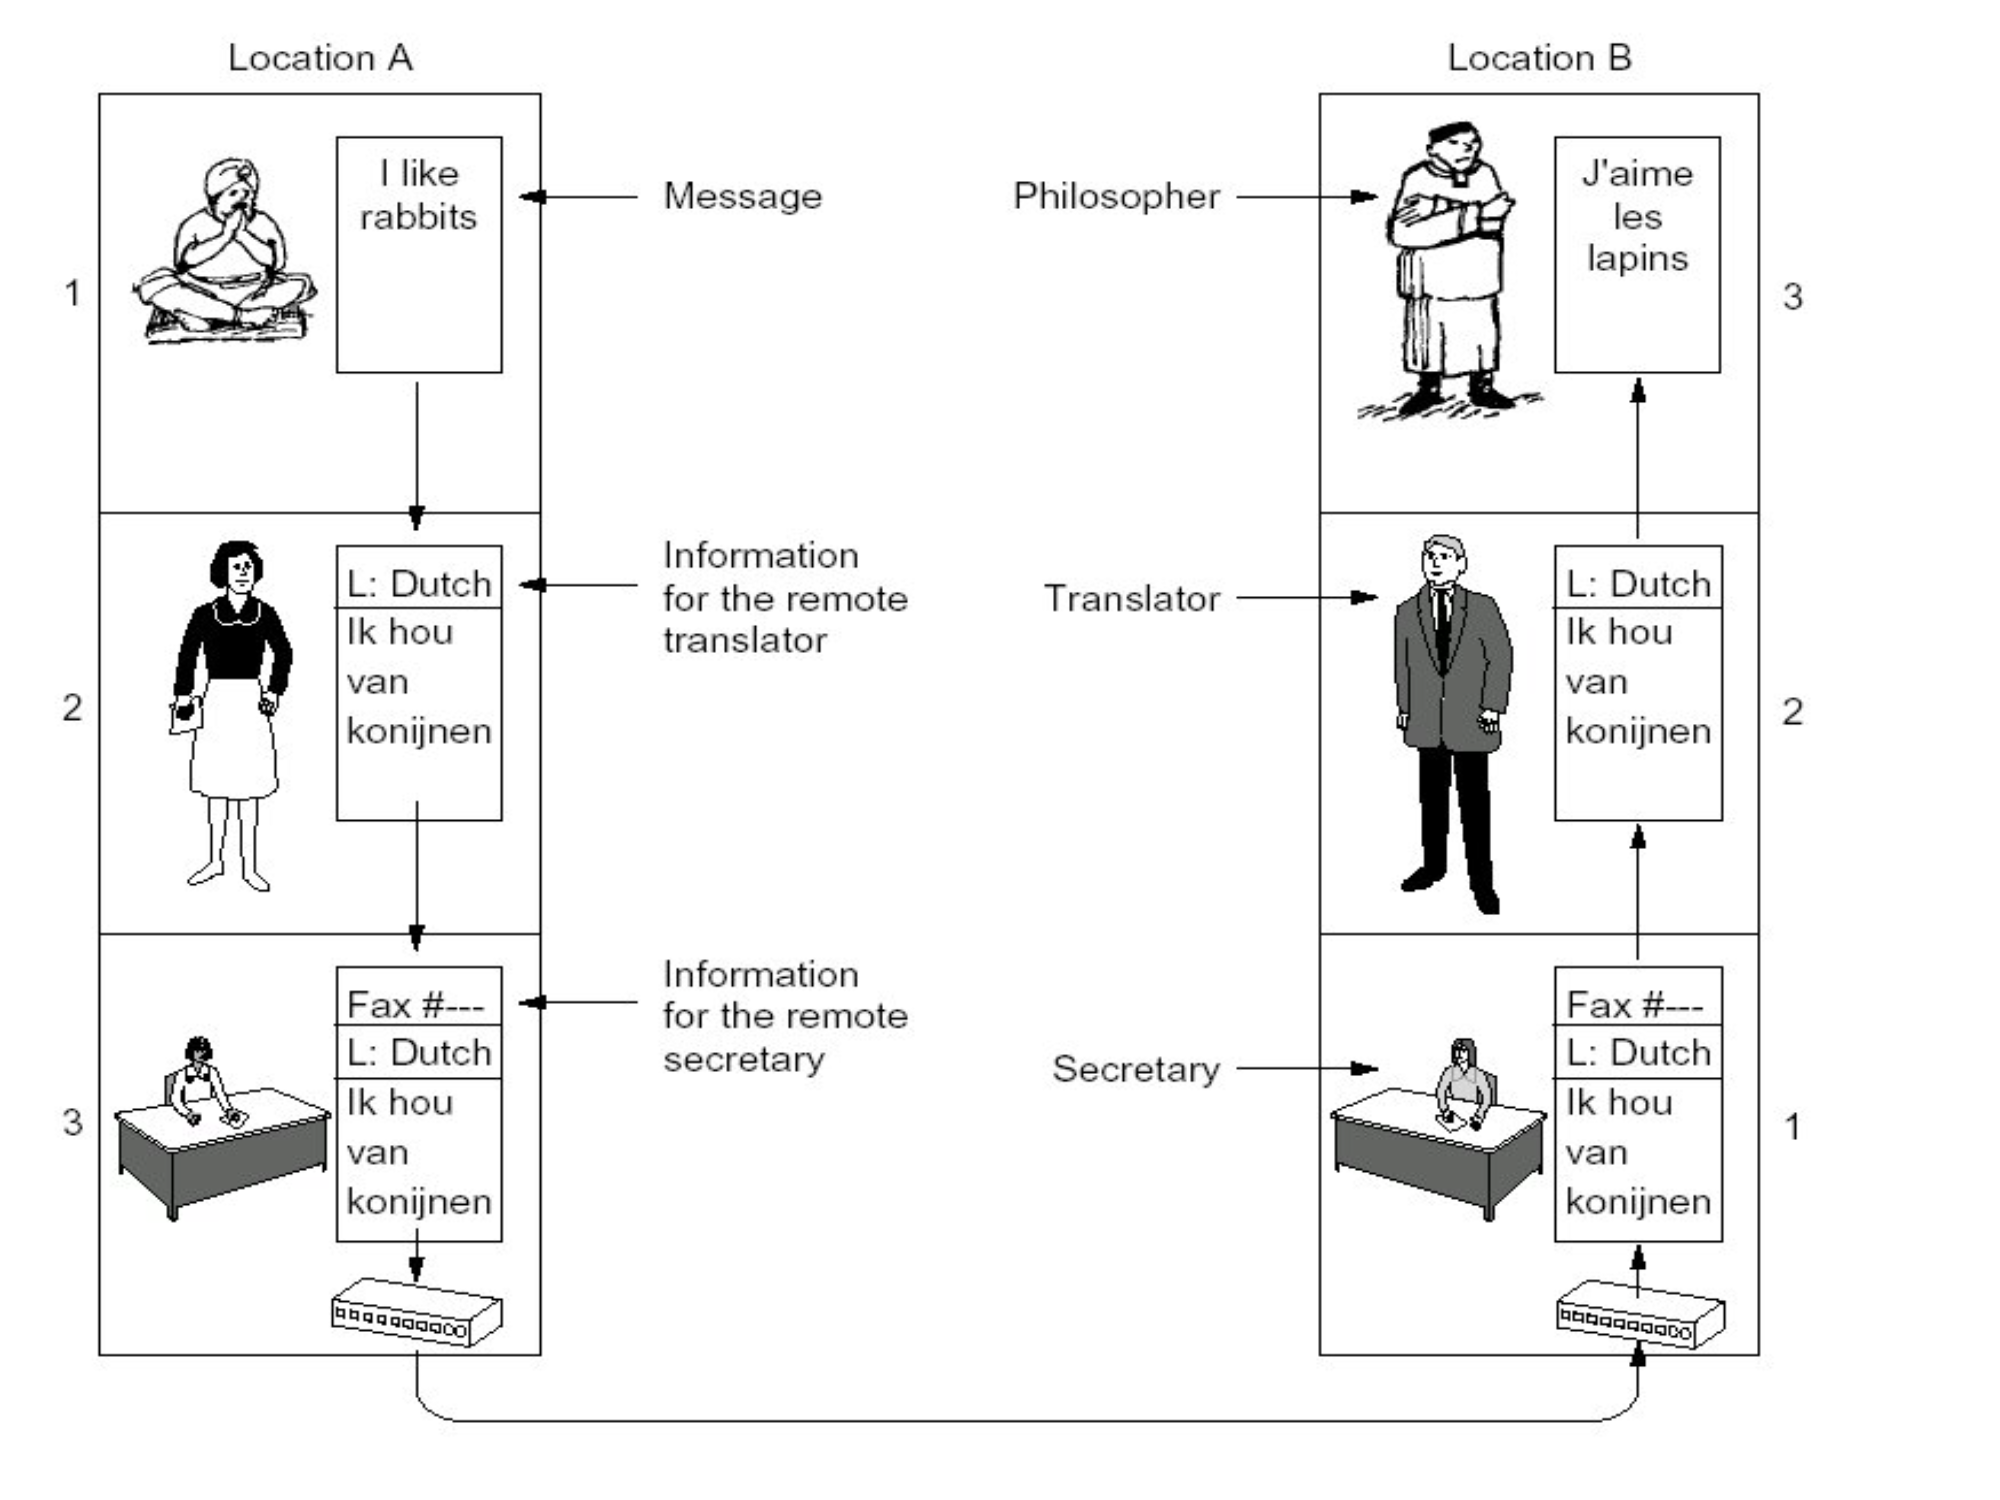 Location A
1
I like
rabbits
Message
2
L: Dutch
Ik hou
van
konijnen
Information
for the remote
translator
3
Fax #---
L: Dutch
Ik hou
van
konijnen
Information
for the remote
secretary
Location B
Philosopher
J'aime
les
lapins
3
Translator
L: Dutch
Ik hou
van
konijnen
2
Secretary
Fax #---
L: Dutch
Ik hou
van
konijnen
1